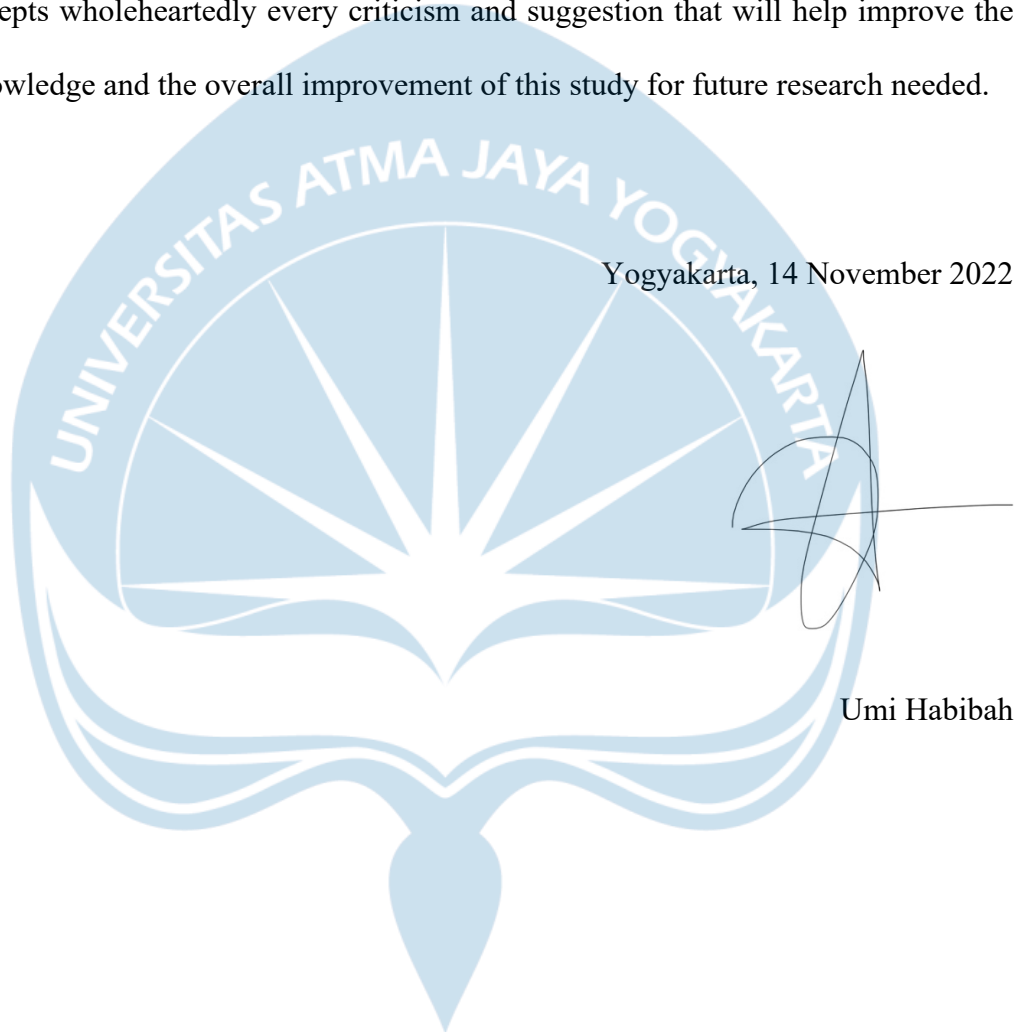 epts wholeheartedly every criticism and suggestion that will help improve the
owledge and the overall improvement of this study for future research needed.
UNIVERSITAS ATMA JAYA YOGYAKARTA
Yogyakarta, 14 November 2022
Umi Habibah